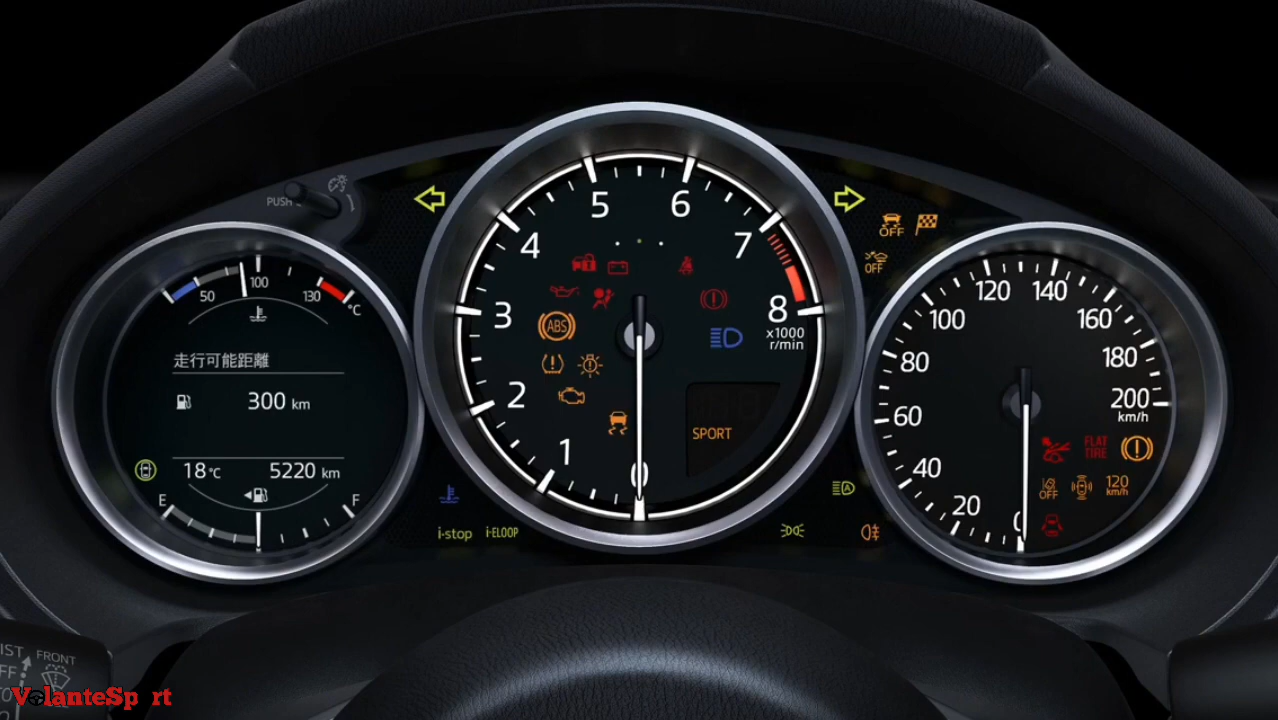 PUSH
5 6
4 7
3 8
x1000
r/min
2
1
0
ABS
SPORT
50 100 130 °C
走行可能距離
300 km
18℃ 5220 km
E F
i-stop i-ELOOP
OFF
OFF
A
120 140
100 160
80 180
60 200
km/h
40
20
0
FLAT
TIRE
OFF
120
km/h
IST FRONT
VolanteSport